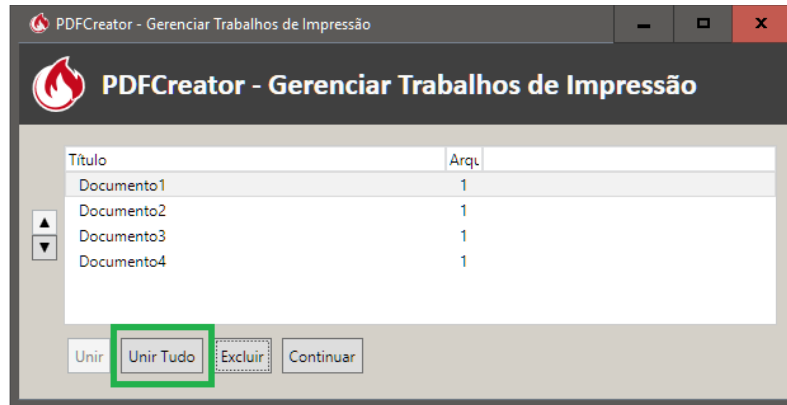 PDFCreator - Gerenciar Trabalhos de Impressão
PDFCreator - Gerenciar Trabalhos de Impressão
Título Arqu
Documento1 1
Documento2 1
Documento3 1
Documento4 1
Unir Unir Tudo Excluir Continuar